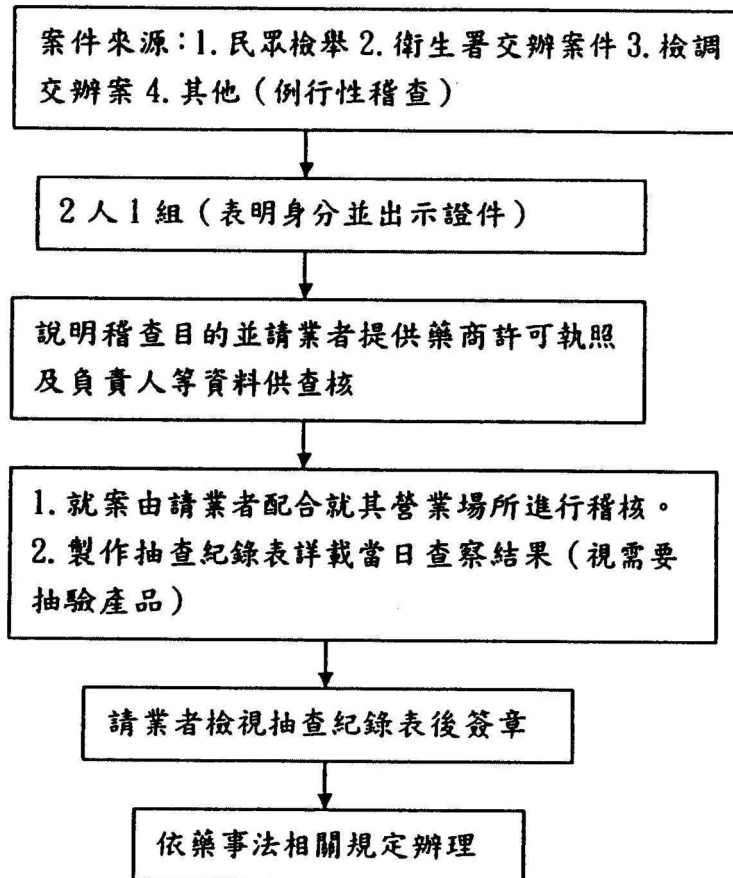 案件來源：1. 民眾檢舉 2. 衛生署交辦案件 3. 檢調
交辦案 4. 其他（例行性稽查）
2 人 1 組（表明身分並出示證件）
說明稽查目的並請業者提供藥商許可執照
及負責人等資料供查核
1. 就案由請業者配合就其營業場所進行稽核。
2. 製作抽查紀錄表詳載當日查察結果（視需要
抽驗產品）
請業者檢視抽查紀錄表後簽章
依藥事法相關規定辦理